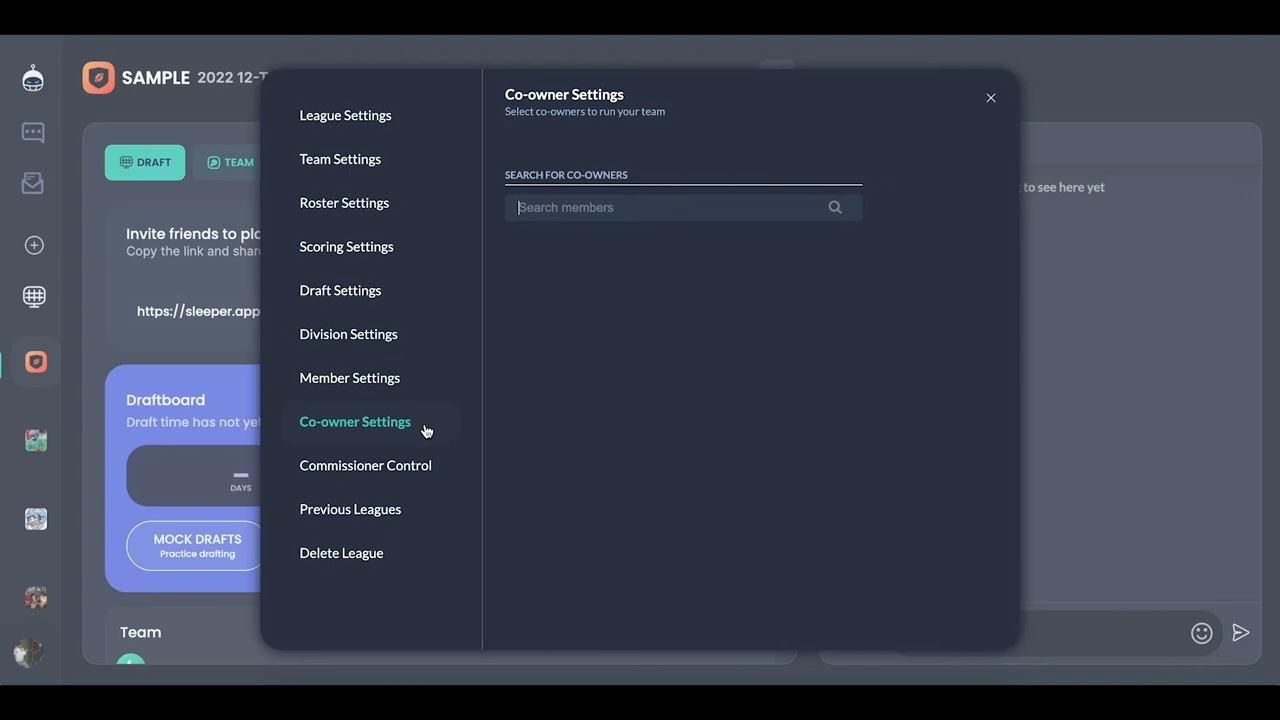 SAMPLE 2022 12-T
DRAFT
TEAM
Invite friends to pl
Copy the link and share
https://sleeper.app
Draftboard
Draft time has not yet
DAYS
MOCK DRAFTS
Practice drafting
Team
League Settings
Team Settings
Roster Settings
Scoring Settings
Draft Settings
Division Settings
Member Settings
Co-owner Settings
Commissioner Control
Previous Leagues
Delete League
Co-owner Settings
Select co-owners to run your team
SEARCH FOR CO-OWNERS
Search members
to see here yet